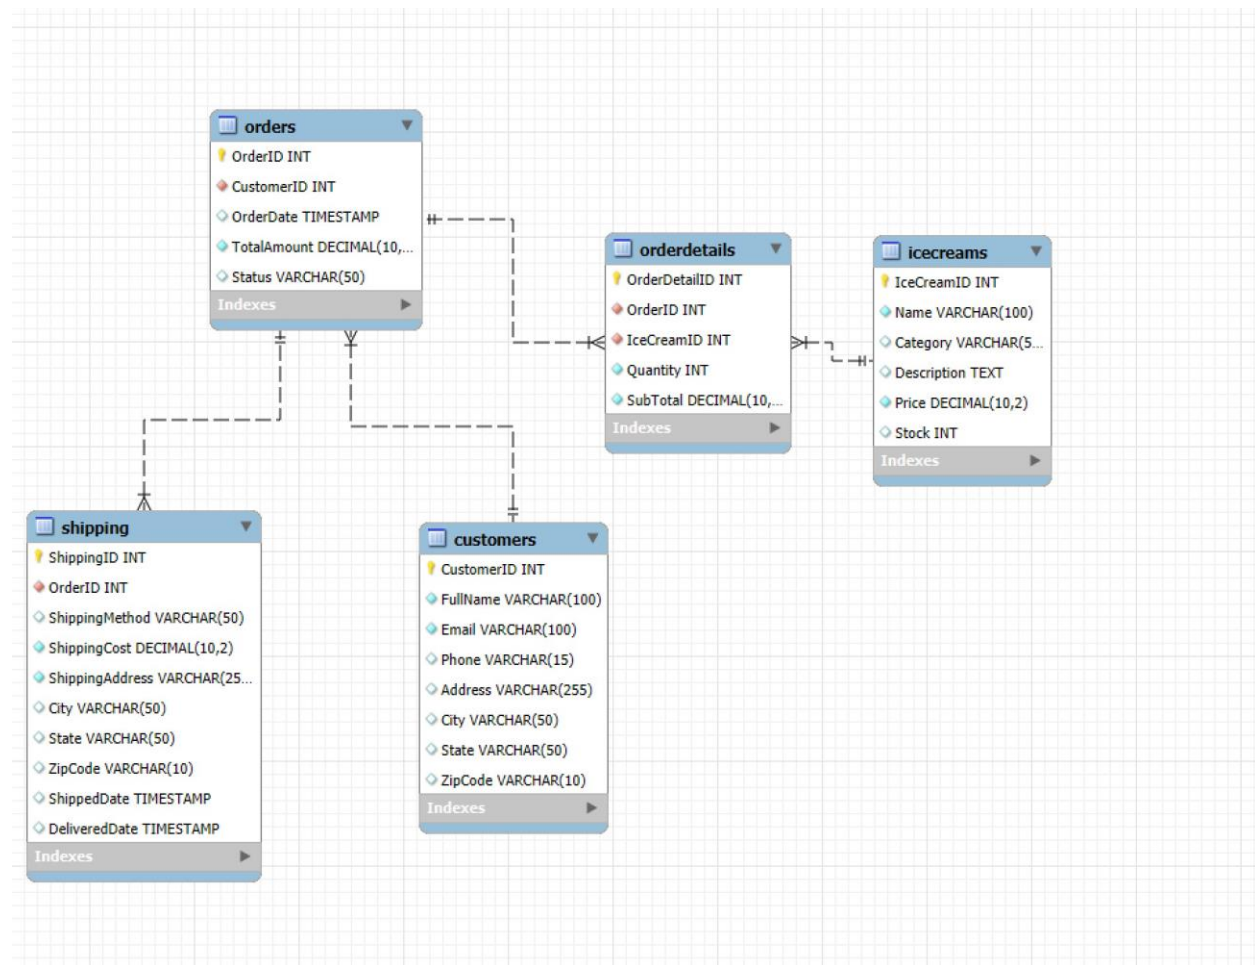 orders
OrderID INT
CustomerID INT
OrderDate TIMESTAMP
TotalAmount DECIMAL(10,...
Status VARCHAR(50)
Indexes
orderdetails
OrderDetailID INT
OrderID INT
IceCreamID INT
Quantity INT
SubTotal DECIMAL(10,...
Indexes
icecreams
IceCreamID INT
Name VARCHAR(100)
Category VARCHAR(5...
Description TEXT
Price DECIMAL(10,2)
Stock INT
Indexes
shipping
ShippingID INT
OrderID INT
ShippingMethod VARCHAR(50)
ShippingCost DECIMAL(10,2)
ShippingAddress VARCHAR(25...
City VARCHAR(50)
State VARCHAR(50)
ZipCode VARCHAR(10)
ShippedDate TIMESTAMP
DeliveredDate TIMESTAMP
Indexes
customers
CustomerID INT
FullName VARCHAR(100)
Email VARCHAR(100)
Phone VARCHAR(15)
Address VARCHAR(255)
City VARCHAR(50)
State VARCHAR(50)
ZipCode VARCHAR(10)
Indexes